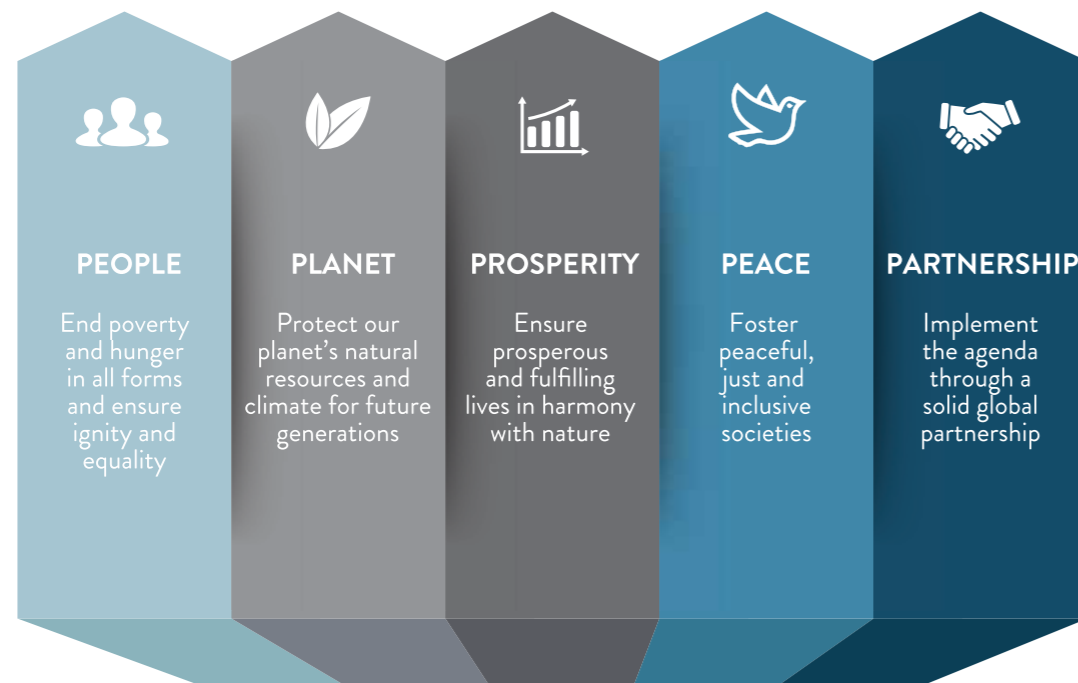 PEOPLE
End poverty
and hunger
in all forms
and ensure
ignity and
equality
PLANET
Protect our
planet’s natural
resources and
climate for future
generations
PROSPERITY
Ensure
prosperous
and fulfilling
lives in harmony
with nature
PEACE
Foster
peaceful,
just and
inclusive
societies
PARTNERSHIP
Implement
the agenda
through a
solid global
partnership